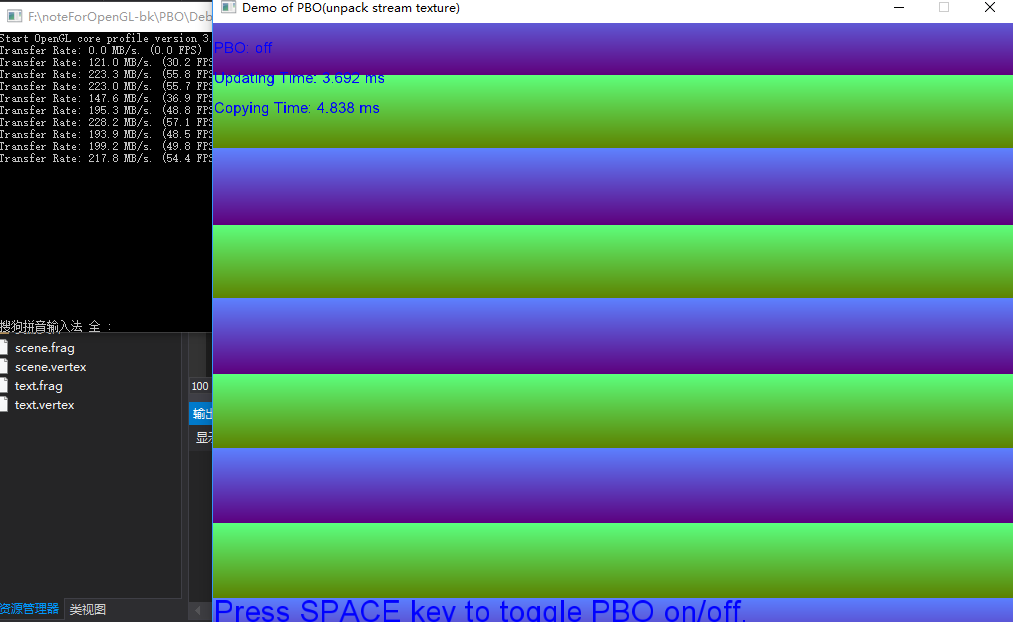 F:\noteForOpenGL-bk\PBO\Deb
Start OpenGL core profile version 3.
Transfer Rate: 0.0 MB/s. (0.0 FPS)
Transfer Rate: 121.0 MB/s. (30.2 FPS
Transfer Rate: 223.3 MB/s. (55.8 FPS
Transfer Rate: 223.0 MB/s. (55.7 FPS
Transfer Rate: 147.6 MB/s. (36.9 FPS
Transfer Rate: 195.3 MB/s. (48.8 FPS
Transfer Rate: 228.2 MB/s. (57.1 FPS
Transfer Rate: 193.9 MB/s. (48.5 FPS
Transfer Rate: 199.2 MB/s. (49.8 FPS
Transfer Rate: 217.8 MB/s. (54.4 FPS
搜狗拼音输入法 全 :
scene.frag
scene.vertex
text.frag
text.vertex
资源管理器 类视图
100
输出
显示
Demo of PBO(unpack stream texture)
PBO: off
Updating Time: 3.692 ms
Copying Time: 4.838 ms
Press SPACE key to toggle PBO on/off.